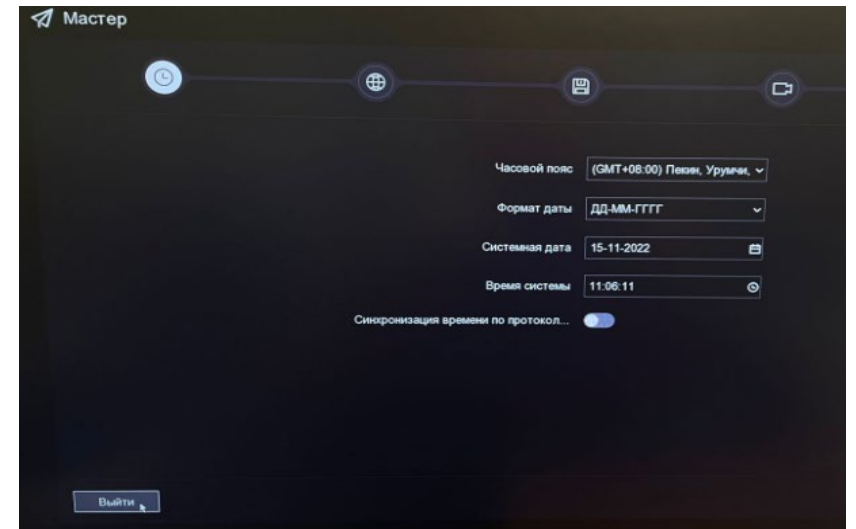 Мастер
Часовой пояс (GMT+08:00) Пекин, Урумчи,
Формат даты ДД-ММ-ГГГГ
Системная дата 15-11-2022
Время системы 11:06:11
Синхронизация времени по протокол...
Выйти